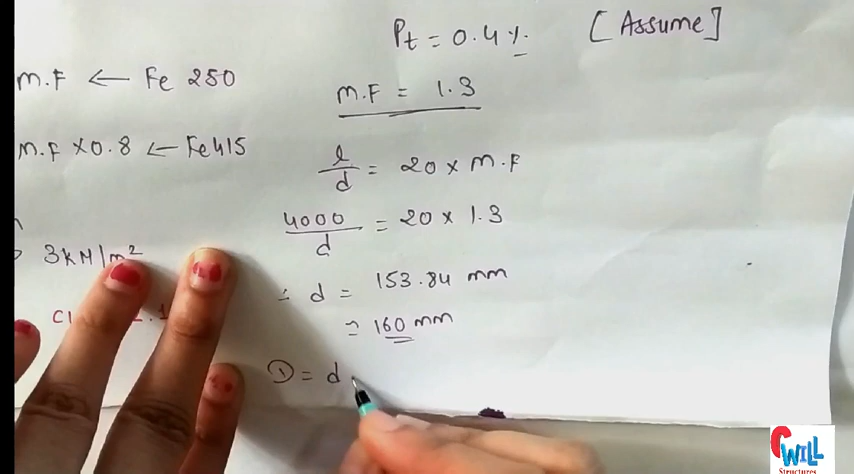 Pt = 0.4 %. [Assume]
M.F ← Fe 250
M.F = 1.3
M.F × 0.8 ← Fe415
l/d = 20 × M.F
4000/d = 20 × 1.3
3kN/m²
∴ d = 153.84 mm
≃ 160 mm
D = d
CWILL
Structures